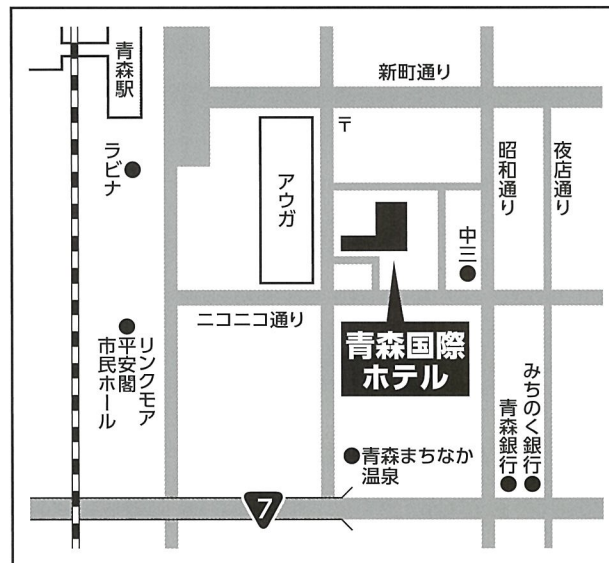 青森駅
新町通り
〒
ラビナ
アウガ
昭和通り
夜店通り
中三
ニコニコ通り
青森国際
ホテル
リンクモア
平安閣
市民ホール
みちのく銀行
青森銀行
青森まちなか
温泉
7